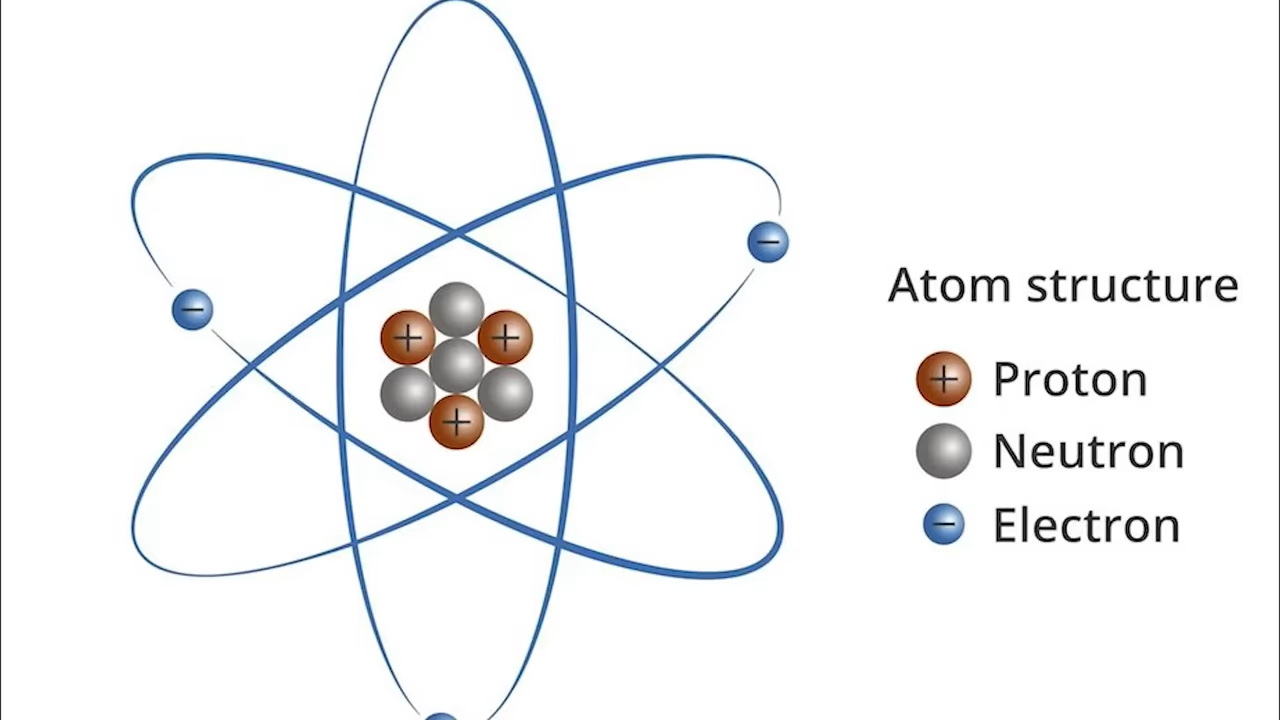 −
−
+ +
+
Atom structure
+ Proton
Neutron
− Electron